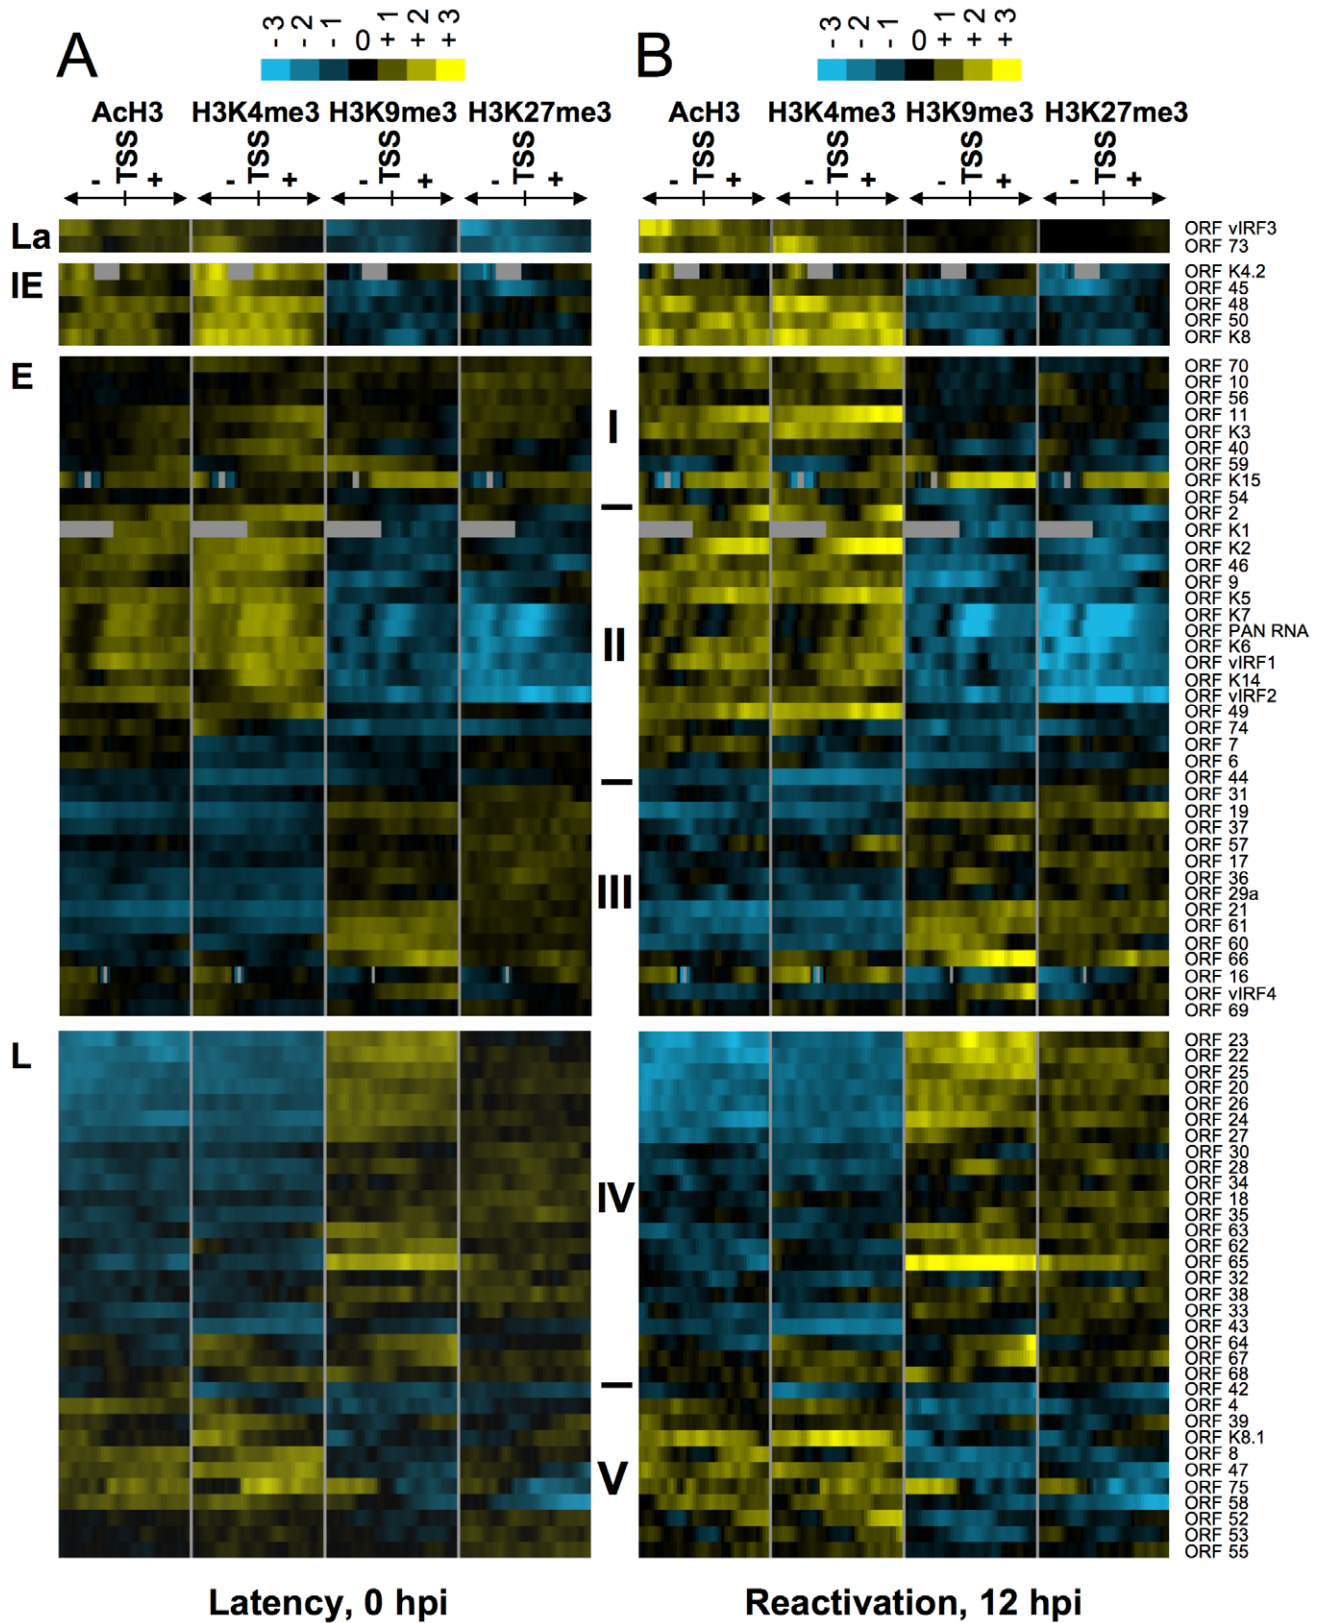 A
- 3 - 2 - 1 0 + 1 + 2 + 3
B
- 3 - 2 - 1 0 + 1 + 2 + 3
AcH3 H3K4me3 H3K9me3 H3K27me3
AcH3 H3K4me3 H3K9me3 H3K27me3
- TSS + - TSS + - TSS + - TSS +
- TSS + - TSS + - TSS + - TSS +
La
ORF vIRF3
ORF 73
IE
ORF K4.2
ORF 45
ORF 48
ORF 50
ORF K8
E
I
ORF 70
ORF 10
ORF 56
ORF 11
ORF K3
ORF 40
ORF 59
ORF K15
ORF 54
ORF 2
II
ORF K1
ORF K2
ORF 46
ORF 9
ORF K5
ORF K7
ORF PAN RNA
ORF K6
ORF vIRF1
ORF K14
ORF vIRF2
ORF 49
ORF 74
ORF 7
ORF 6
ORF 44
III
ORF 31
ORF 19
ORF 37
ORF 57
ORF 17
ORF 36
ORF 29a
ORF 21
ORF 61
ORF 60
ORF 66
ORF 16
ORF vIRF4
ORF 69
L
IV
ORF 23
ORF 22
ORF 25
ORF 20
ORF 26
ORF 24
ORF 27
ORF 30
ORF 28
ORF 34
ORF 18
ORF 35
ORF 63
ORF 62
ORF 65
ORF 32
ORF 38
ORF 33
ORF 43
ORF 64
ORF 67
ORF 68
ORF 42
V
ORF 4
ORF 39
ORF K8.1
ORF 8
ORF 47
ORF 75
ORF 58
ORF 52
ORF 53
ORF 55
Latency, 0 hpi
Reactivation, 12 hpi